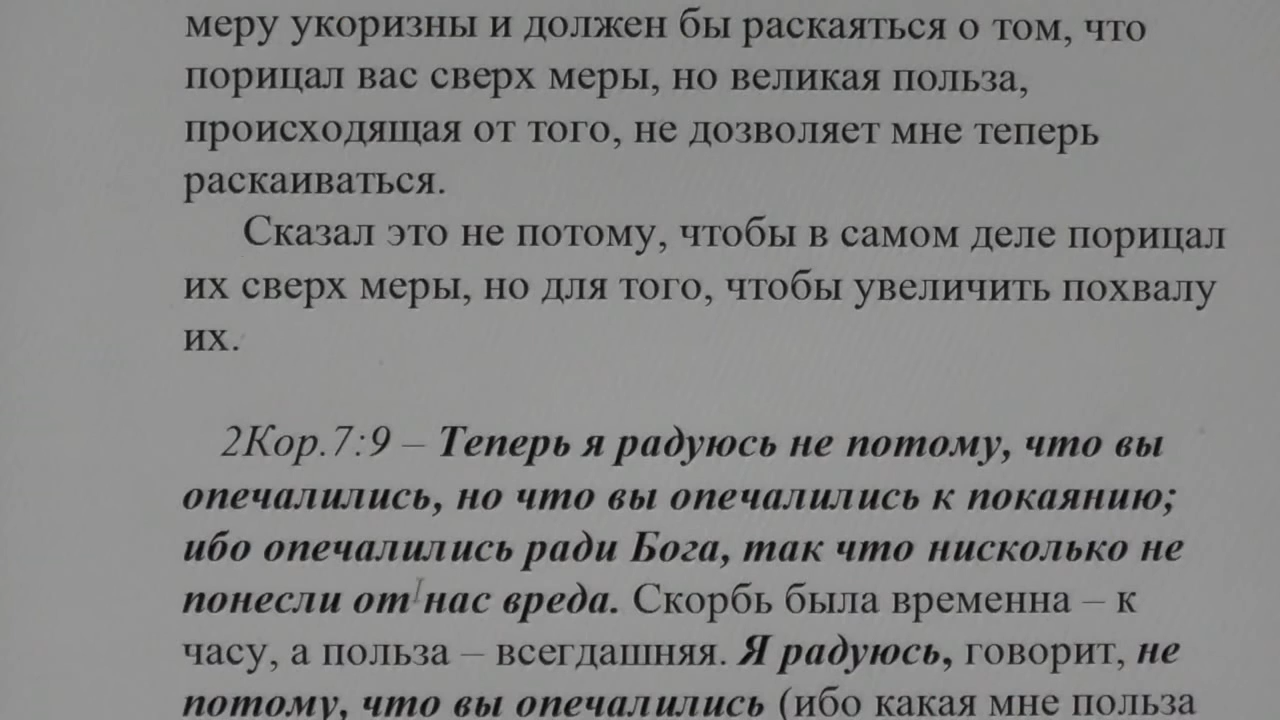 меру укоризны и должен бы раскаяться о том, что
порицал вас сверх меры, но великая польза,
происходящая от того, не дозволяет мне теперь
раскаиваться.
Сказал это не потому, чтобы в самом деле порицал
их сверх меры, но для того, чтобы увеличить похвалу
их.
2Кор.7:9 – Теперь я радуюсь не потому, что вы
опечалились, но что вы опечалились к покаянию;
ибо опечалились ради Бога, так что нисколько не
понесли от нас вреда. Скорбь была временна – к
часу, а польза – всегдашняя. Я радуюсь, говорит, не
потому, что вы опечалились (ибо какая мне польза